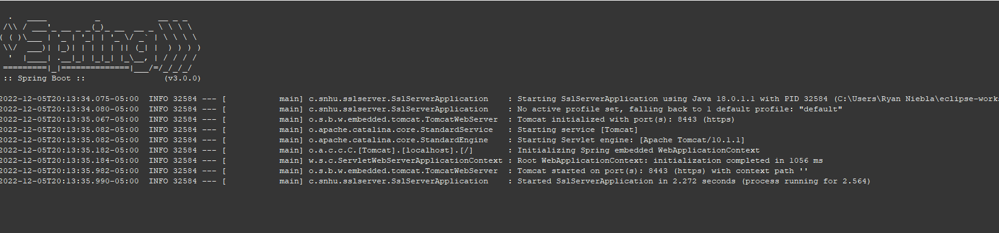 .   ____          _            __ _ _
 /\\ / ___'_ __ _ _(_)_ __  __ _ \ \ \ \
( ( )\___ | '_ | '_| | '_ \/ _` | \ \ \ \
 \\/  ___)| |_)| | | | | || (_| |  ) ) ) )
  '  |____| .__|_| |_|_| |_\__, | / / / /
 =========|_|==============|___/=/_/_/_/
 :: Spring Boot ::                (v3.0.0)
2022-12-05T20:13:34.075-05:00  INFO 32584 --- [           main] c.snhu.sslserver.SslServerApplication    : Starting SslServerApplication using Java 18.0.1.1 with PID 32584 (C:\Users\Ryan Niebla\eclipse-work
2022-12-05T20:13:34.080-05:00  INFO 32584 --- [           main] c.snhu.sslserver.SslServerApplication    : No active profile set, falling back to 1 default profile: "default"
2022-12-05T20:13:35.067-05:00  INFO 32584 --- [           main] o.s.b.w.embedded.tomcat.TomcatWebServer  : Tomcat initialized with port(s): 8443 (https)
2022-12-05T20:13:35.082-05:00  INFO 32584 --- [           main] o.apache.catalina.core.StandardService   : Starting service [Tomcat]
2022-12-05T20:13:35.082-05:00  INFO 32584 --- [           main] o.apache.catalina.core.StandardEngine    : Starting Servlet engine: [Apache Tomcat/10.1.1]
2022-12-05T20:13:35.182-05:00  INFO 32584 --- [           main] o.a.c.c.C.[Tomcat].[localhost].[/]       : Initializing Spring embedded WebApplicationContext
2022-12-05T20:13:35.184-05:00  INFO 32584 --- [           main] w.s.c.ServletWebServerApplicationContext : Root WebApplicationContext: initialization completed in 1056 ms
2022-12-05T20:13:35.982-05:00  INFO 32584 --- [           main] o.s.b.w.embedded.tomcat.TomcatWebServer  : Tomcat started on port(s): 8443 (https) with context path ''
2022-12-05T20:13:35.990-05:00  INFO 32584 --- [           main] c.snhu.sslserver.SslServerApplication    : Started SslServerApplication in 2.272 seconds (process running for 2.564)